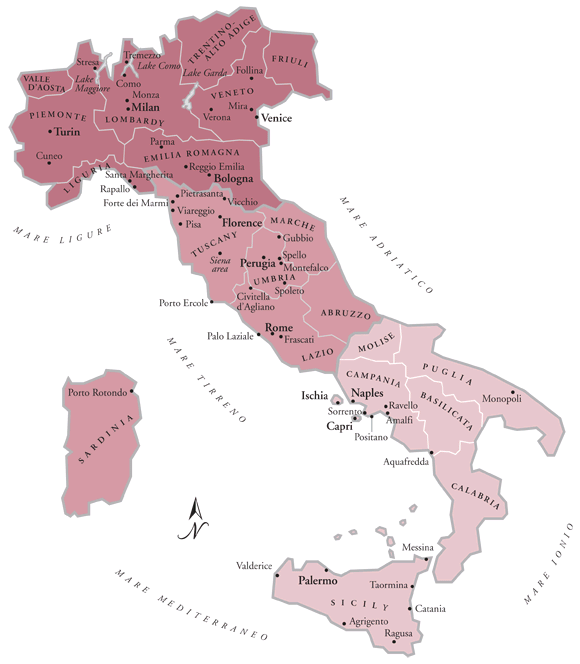 TRENTINO-
ALTO ADIGE
FRIULI
Tremezzo
Stresa
Lake Como
Lake Garda
Follina
VALLE
D'AOSTA
Lake
Maggiore
Como
Monza
Milan
VENETO
Mira
Verona
Venice
PIEMONTE
LOMBARDY
Turin
Cuneo
Parma
EMILIA ROMAGNA
Reggio Emilia
Bologna
LIGURIA
Santa Margherita
Rapallo
Forte dei Marmi
Pietrasanta
Vicchio
Viareggio
Florence
Pisa
MARCHE
Gubbio
MARE LIGURE
MARE ADRIATICO
TUSCANY
Siena
area
Perugia
Spello
Montefalco
UMBRIA
Spoleto
Civitella
d'Agliano
Porto Ercole
ABRUZZO
Rome
Palo Laziale
Frascati
LAZIO
MOLISE
MARE TIRRENO
CAMPANIA
PUGLIA
BASILICATA
Monopoli
Porto Rotondo
SARDINIA
Ischia
Naples
Sorrento
Ravello
Capri
Amalfi
Positano
Aquafredda
CALABRIA
N
MARE IONIO
Messina
Valderice
Palermo
Taormina
SICILY
Catania
Agrigento
Ragusa
MARE MEDITERRANEO